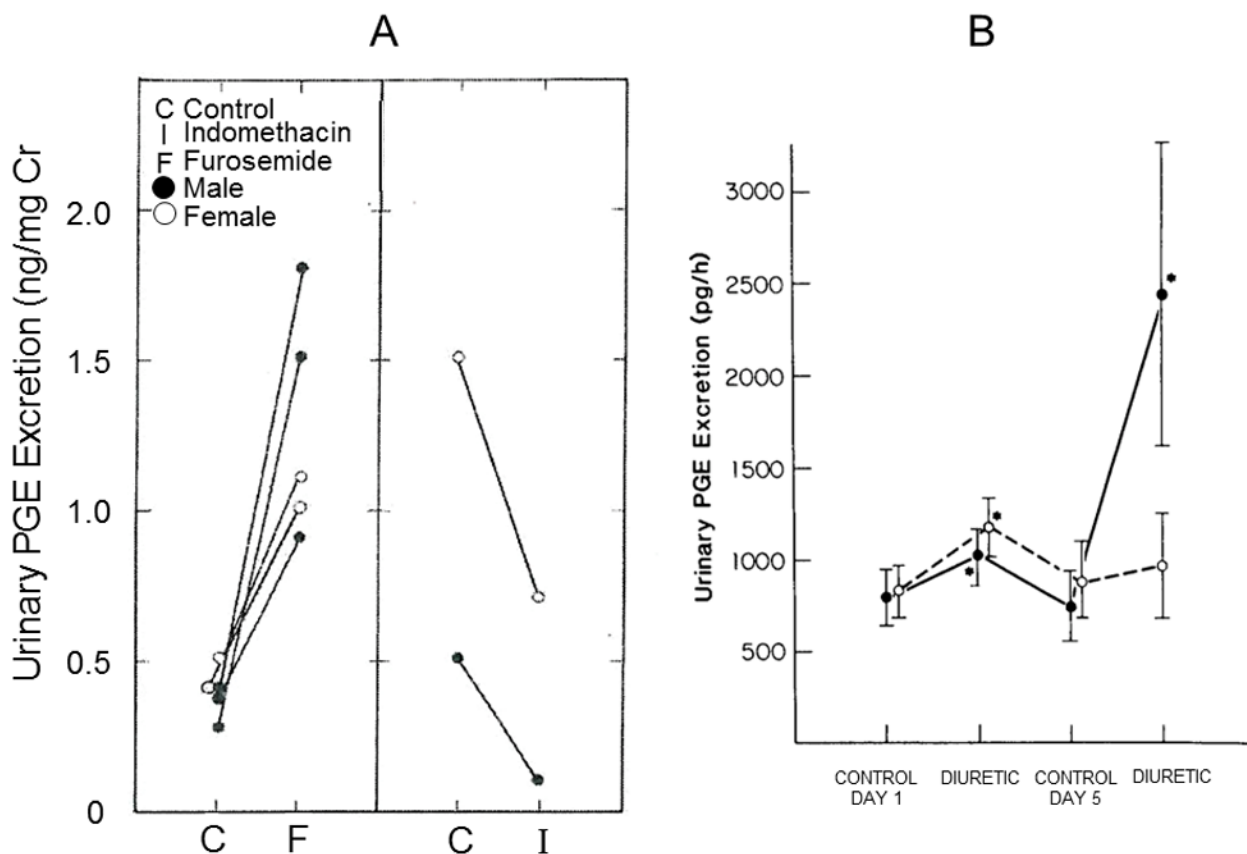 A
B
C Control
I Indomethacin
F Furosemide
Male
Female
Urinary PGE Excretion (ng/mg Cr
2.0
1.5
1.0
0.5
0
C
F
C
I
Urinary PGE Excretion (pg/h)
3000
2500
2000
1500
1000
500
*
*
*
CONTROL
DAY 1
DIURETIC
CONTROL
DAY 5
DIURETIC